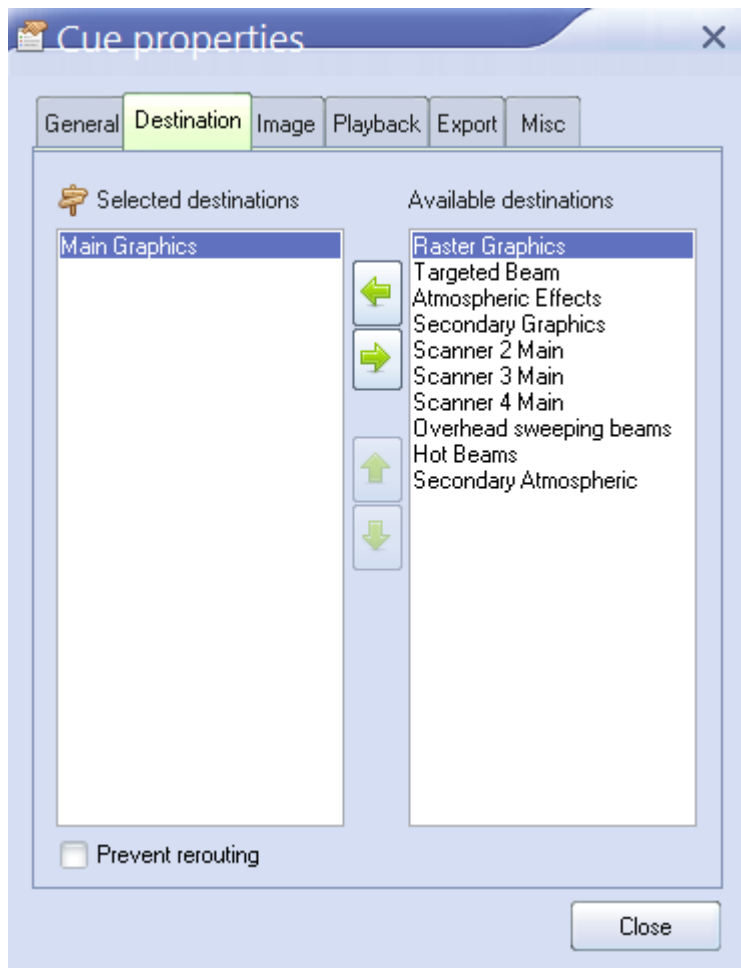 Cue properties
General Destination Image Playback Export Misc
Selected destinations
Main Graphics
Available destinations
Raster Graphics
Targeted Beam
Atmospheric Effects
Secondary Graphics
Scanner 2 Main
Scanner 3 Main
Scanner 4 Main
Overhead sweeping beams
Hot Beams
Secondary Atmospheric
Prevent rerouting
Close